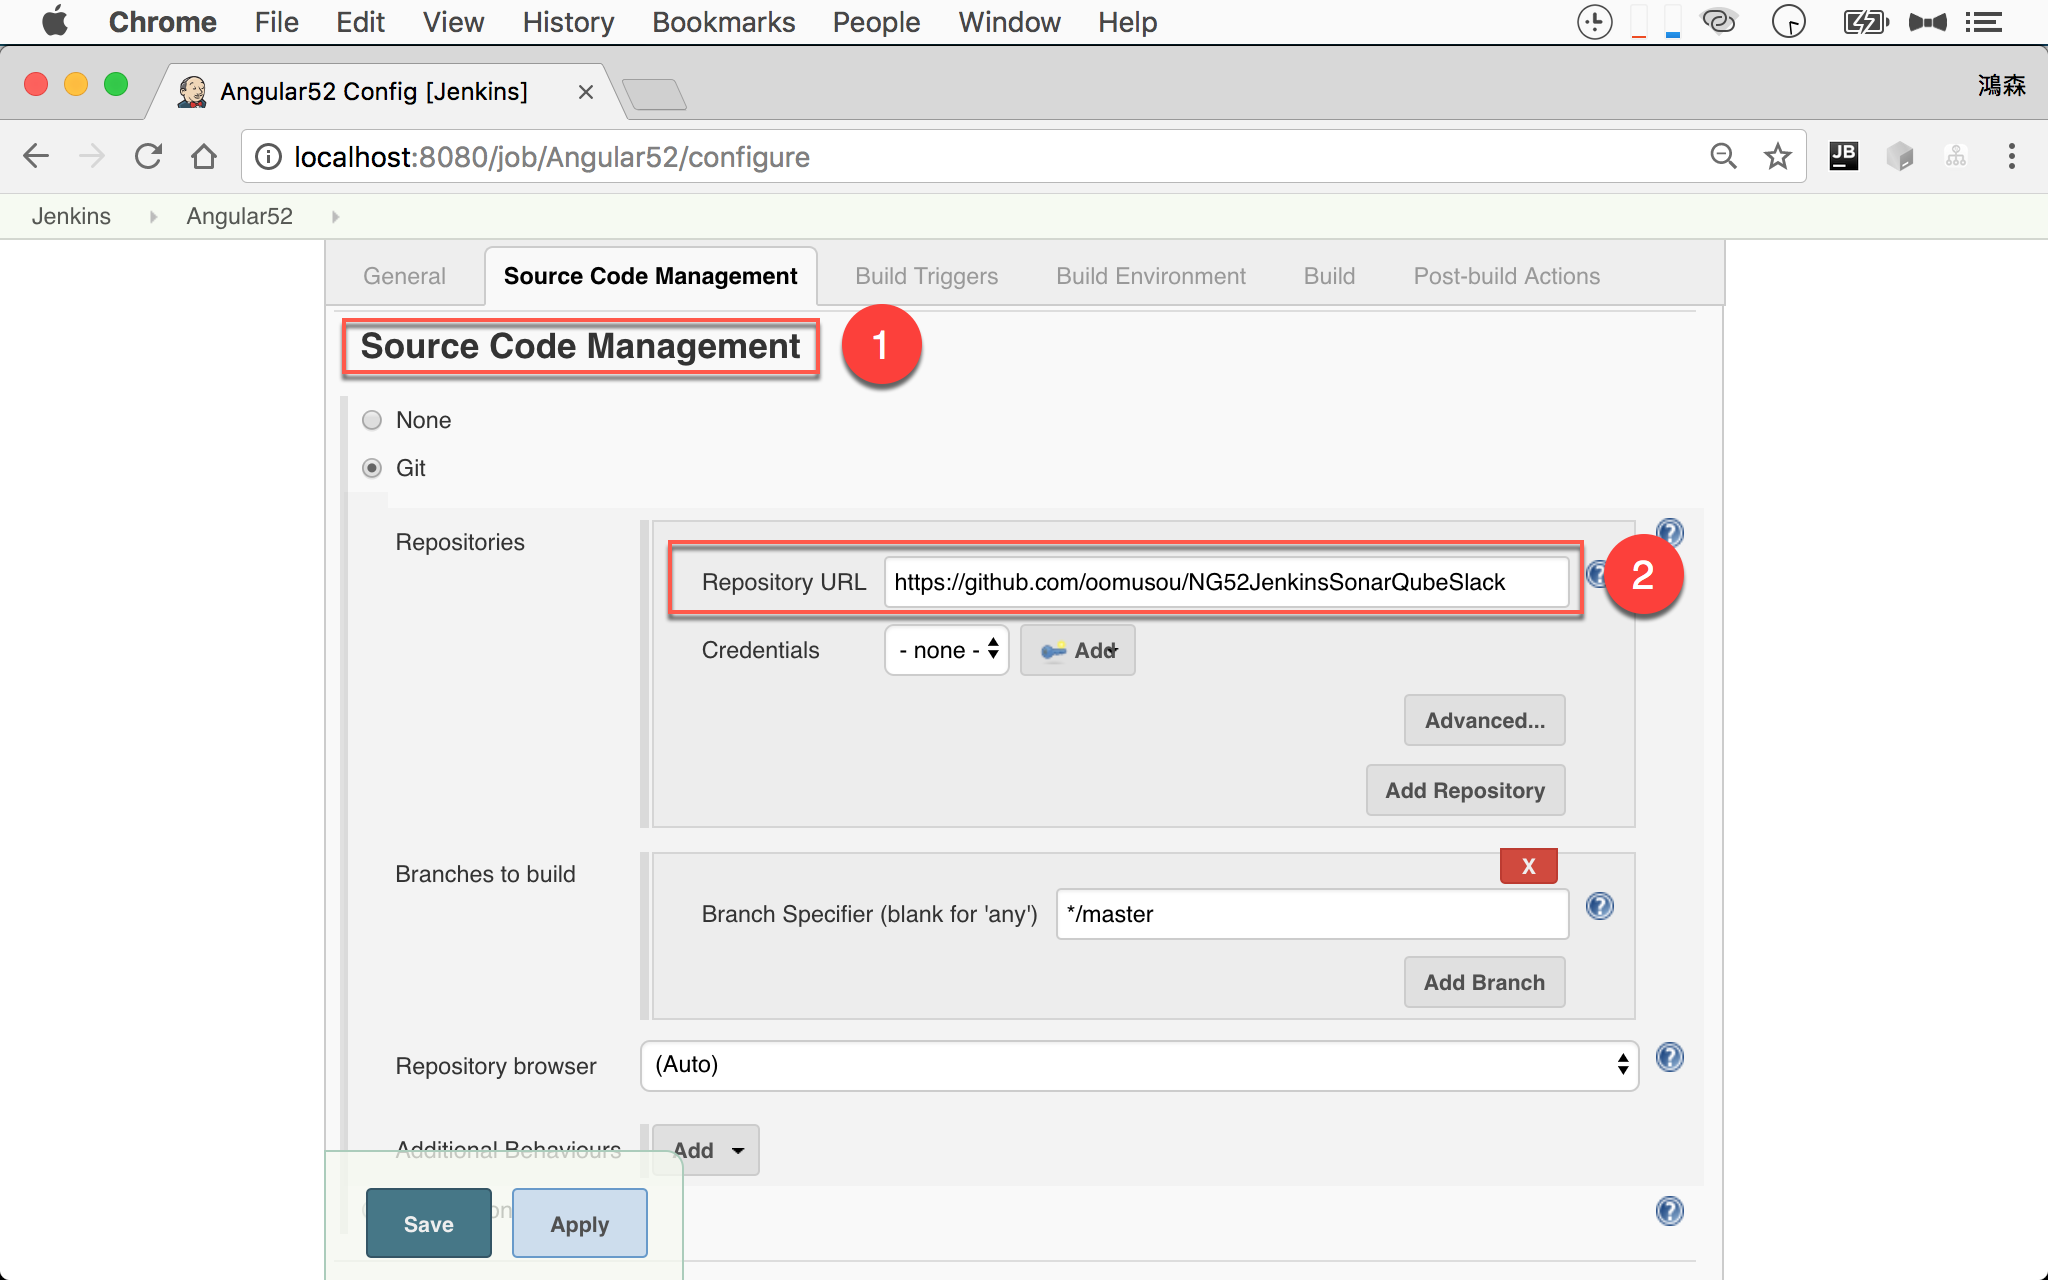 Chrome File Edit View History Bookmarks People Window Help
Angular52 Config [Jenkins]
鴻森
localhost:8080/job/Angular52/configure
JB
Jenkins Angular52
General Source Code Management Build Triggers Build Environment Build Post-build Actions
Source Code Management 1
None
Git
Repositories
Repository URL https://github.com/oomusou/NG52JenkinsSonarQubeSlack 2
Credentials - none - Add
Advanced...
Add Repository
Branches to build
X
Branch Specifier (blank for 'any') */master
Add Branch
Repository browser (Auto)
Additional Behaviours Add
Save Apply